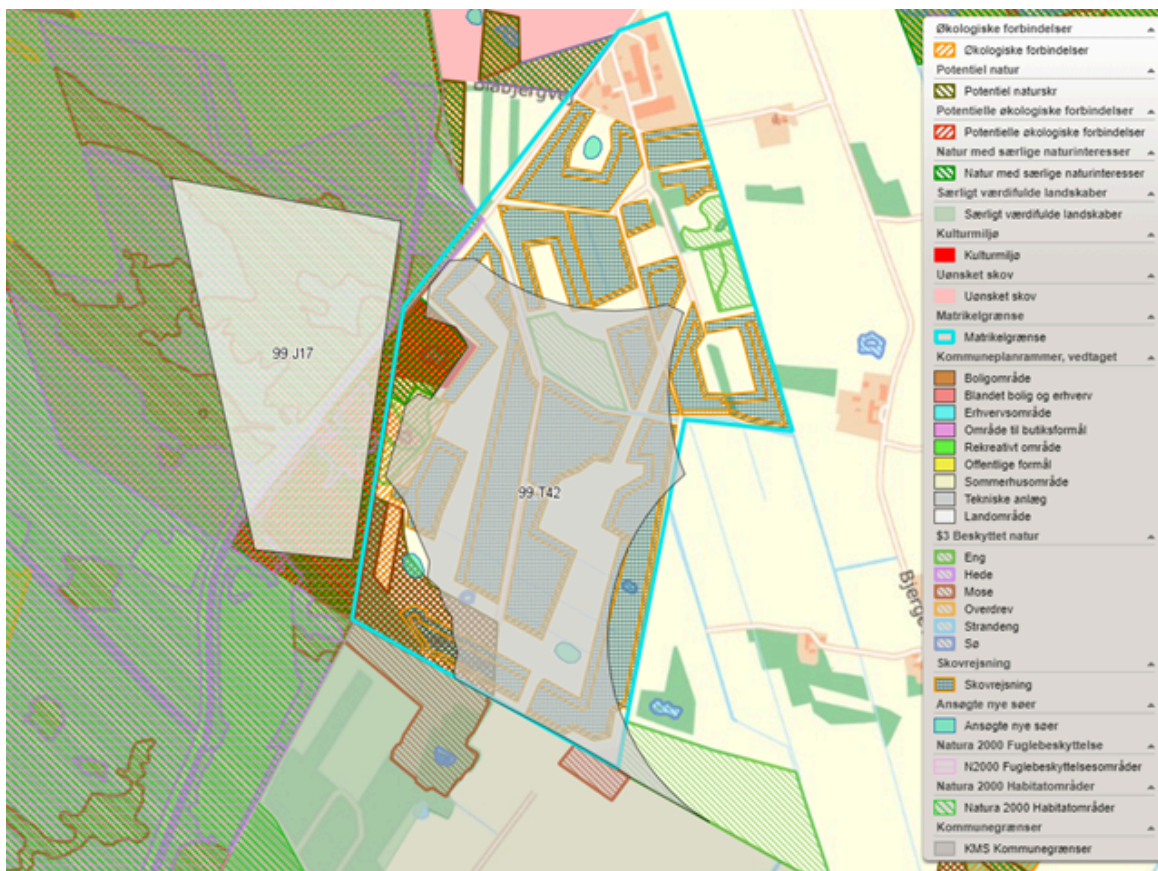 Blåbjergvej
99 J17
99 T42
Økologiske forbindelser
Økologiske forbindelser
Potentiel natur
Potentiel naturskr
Potentielle økologiske forbindelser
Potentielle økologiske forbindelser
Natur med særlige naturinteresser
Natur med særlige naturinteresser
Særligt værdifulde landskaber
Særligt værdifulde landskaber
Kulturmiljø
Kulturmiljø
Uønsket skov
Uønsket skov
Matrikelgrænse
Matrikelgrænse
Kommuneplanrammer, vedtaget
Boligområde
Blandet bolig og erhverv
Erhvervsområde
Område til butiksformål
Rekreativt område
Offentlige formål
Sommerhusområde
Tekniske anlæg
Landområde
§3 Beskyttet natur
Eng
Hede
Mose
Overdrev
Strandeng
Sø
Skovrejsning
Skovrejsning
Ansøgte nye søer
Ansøgte nye søer
Natura 2000 Fuglebeskyttelse
N2000 Fuglebeskyttelsesområder
Natura 2000 Habitatområder
Natura 2000 Habitatområder
Kommunegrænser
KMS Kommunegrænser